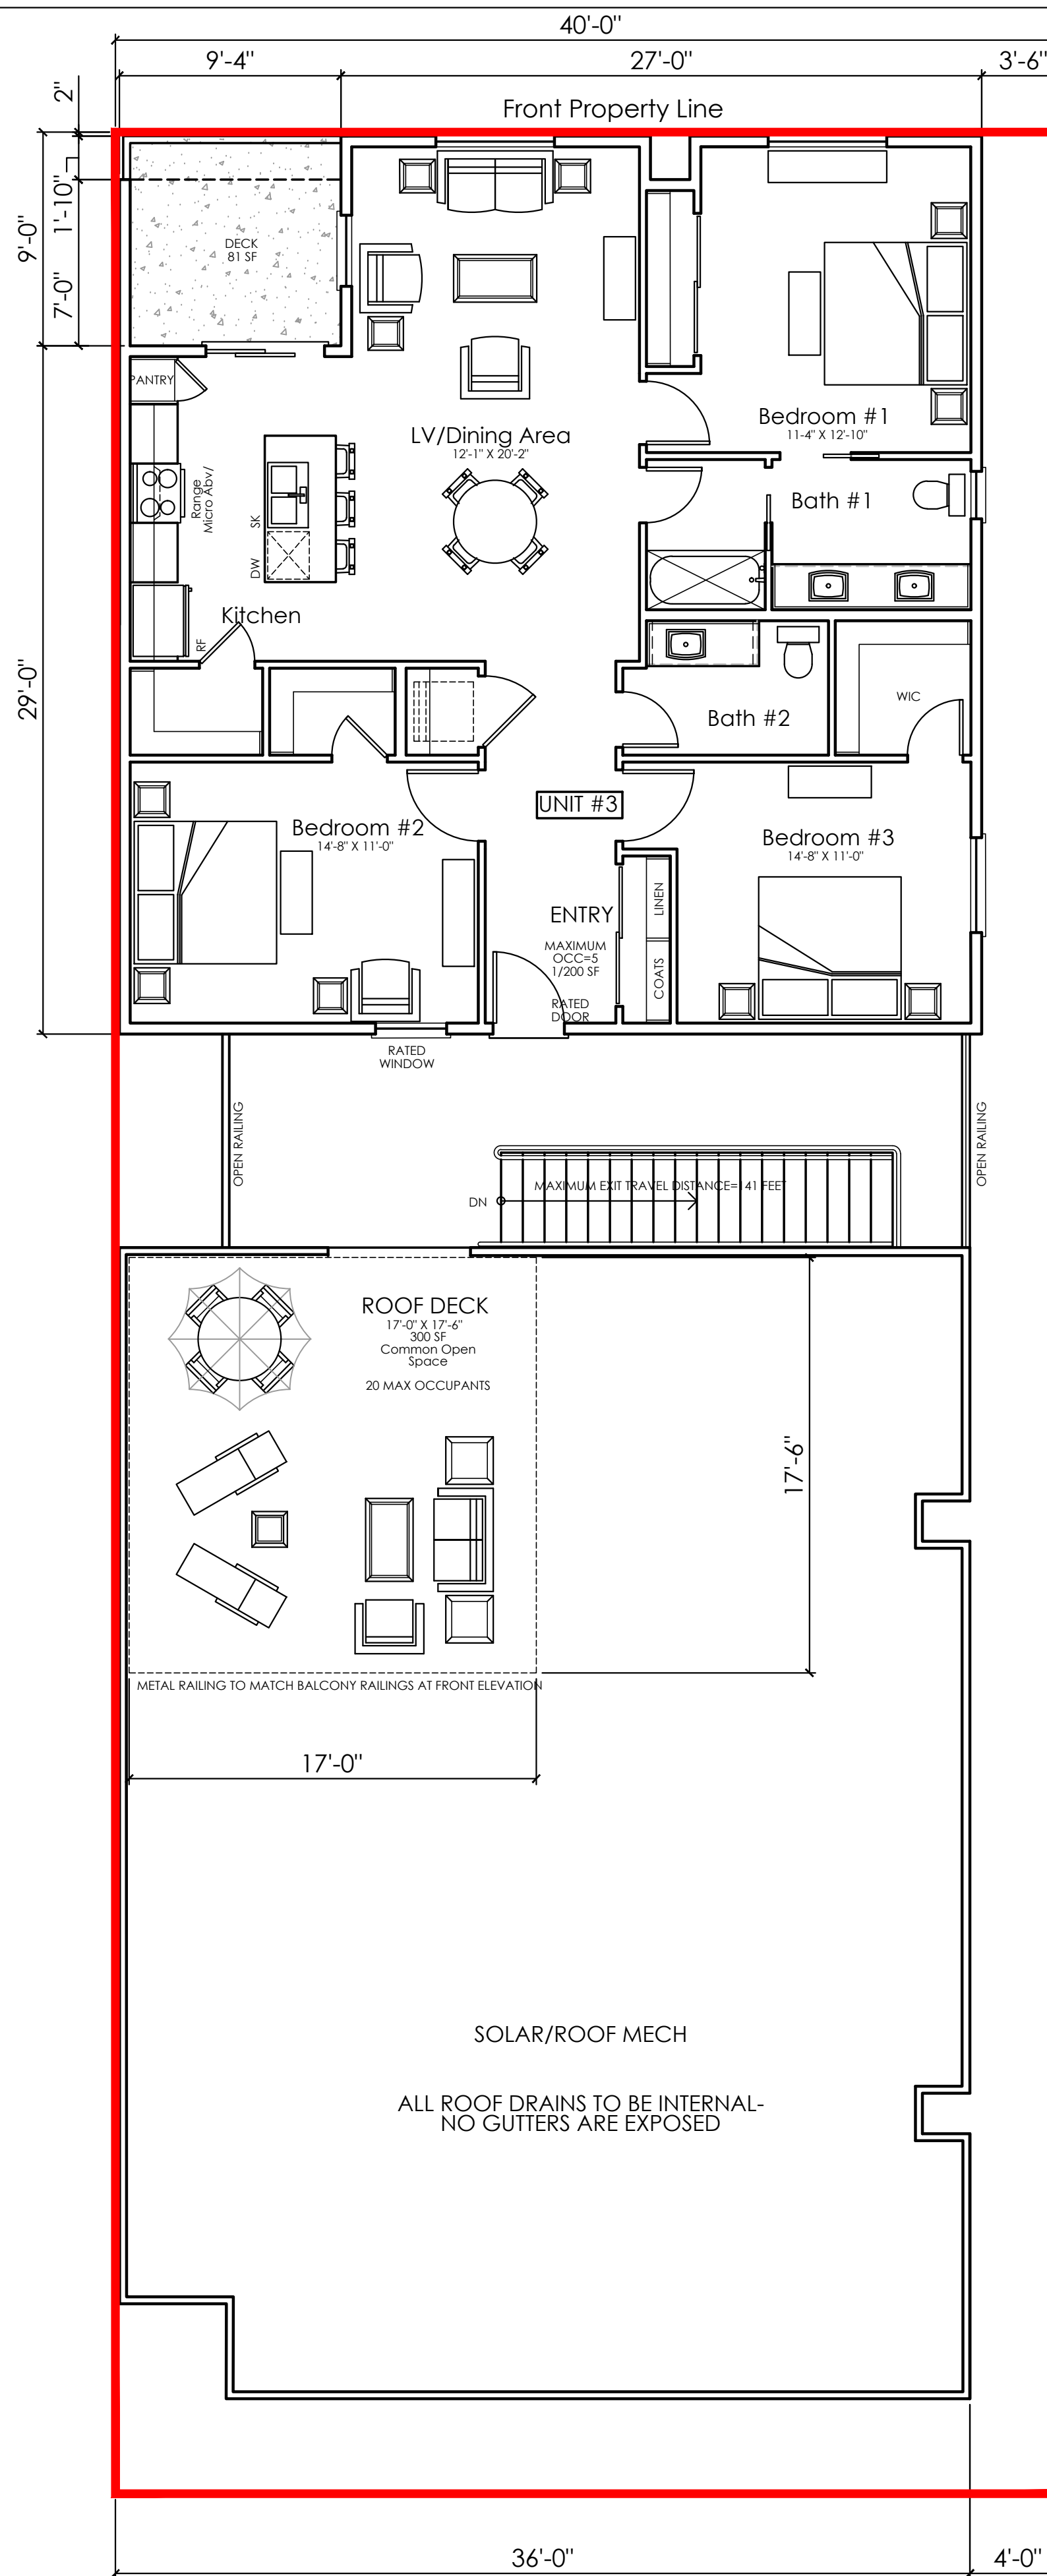 40'-0"
9'-4"
27'-0"
3'-6"
2"
Front Property Line
9'-0"
1'-10"
7'-0"
DECK
81 SF
PANTRY
Range
Micro Abv/
SK
DW
RF
Kitchen
LV/Dining Area
12'-1" X 20'-2"
Bedroom #1
11-4" X 12'-10"
Bath #1
29'-0"
Bath #2
WIC
UNIT #3
Bedroom #2
14'-8" X 11'-0"
Bedroom #3
14'-8" X 11'-0"
ENTRY
MAXIMUM
OCC=5
1/200 SF
LINEN
COATS
RATED
DOOR
RATED
WINDOW
OPEN RAILING
OPEN RAILING
DN
MAXIMUM EXIT TRAVEL DISTANCE=141 FEET
ROOF DECK
17'-0" X 17'-6"
300 SF
Common Open
Space
20 MAX OCCUPANTS
17'-6"
METAL RAILING TO MATCH BALCONY RAILINGS AT FRONT ELEVATION
17'-0"
SOLAR/ROOF MECH
ALL ROOF DRAINS TO BE INTERNAL-
NO GUTTERS ARE EXPOSED
36'-0"
4'-0"